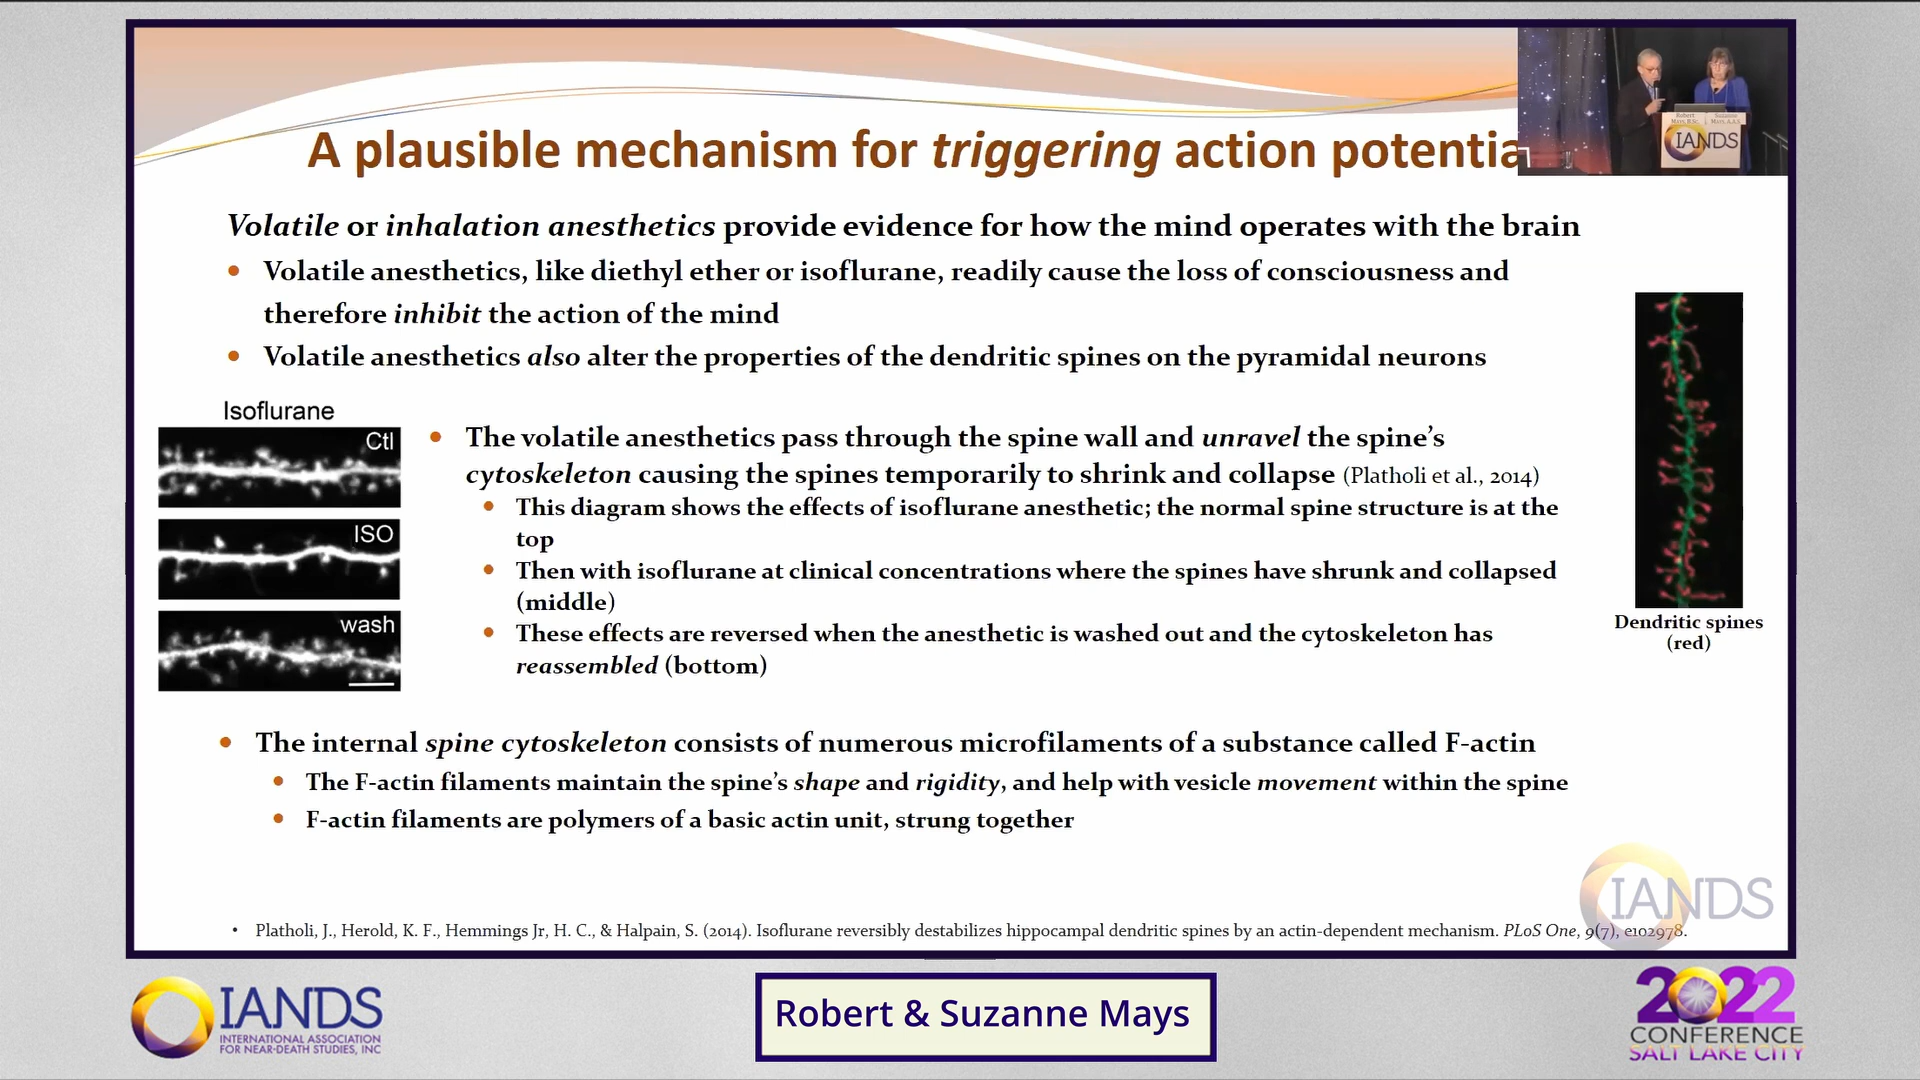 A plausible mechanism for triggering action potentia
Robert Suzanne
Mays, R.Sc. Mays, A.A.S.
IANDS
Volatile or inhalation anesthetics provide evidence for how the mind operates with the brain
• Volatile anesthetics, like diethyl ether or isoflurane, readily cause the loss of consciousness and
therefore inhibit the action of the mind
• Volatile anesthetics also alter the properties of the dendritic spines on the pyramidal neurons
Isoflurane
Ctl
ISO
wash
• The volatile anesthetics pass through the spine wall and unravel the spine’s
cytoskeleton causing the spines temporarily to shrink and collapse (Platholi et al., 2014)
• This diagram shows the effects of isoflurane anesthetic; the normal spine structure is at the
top
• Then with isoflurane at clinical concentrations where the spines have shrunk and collapsed
(middle)
• These effects are reversed when the anesthetic is washed out and the cytoskeleton has
reassembled (bottom)
Dendritic spines
(red)
• The internal spine cytoskeleton consists of numerous microfilaments of a substance called F-actin
• The F-actin filaments maintain the spine’s shape and rigidity, and help with vesicle movement within the spine
• F-actin filaments are polymers of a basic actin unit, strung together
IANDS
• Platholi, J., Herold, K. F., Hemmings Jr, H. C., & Halpain, S. (2014). Isoflurane reversibly destabilizes hippocampal dendritic spines by an actin-dependent mechanism. PLoS One, 9(7), e102978.
IANDS
INTERNATIONAL ASSOCIATION
FOR NEAR-DEATH STUDIES, INC
Robert & Suzanne Mays
2022
CONFERENCE
SALT LAKE CITY